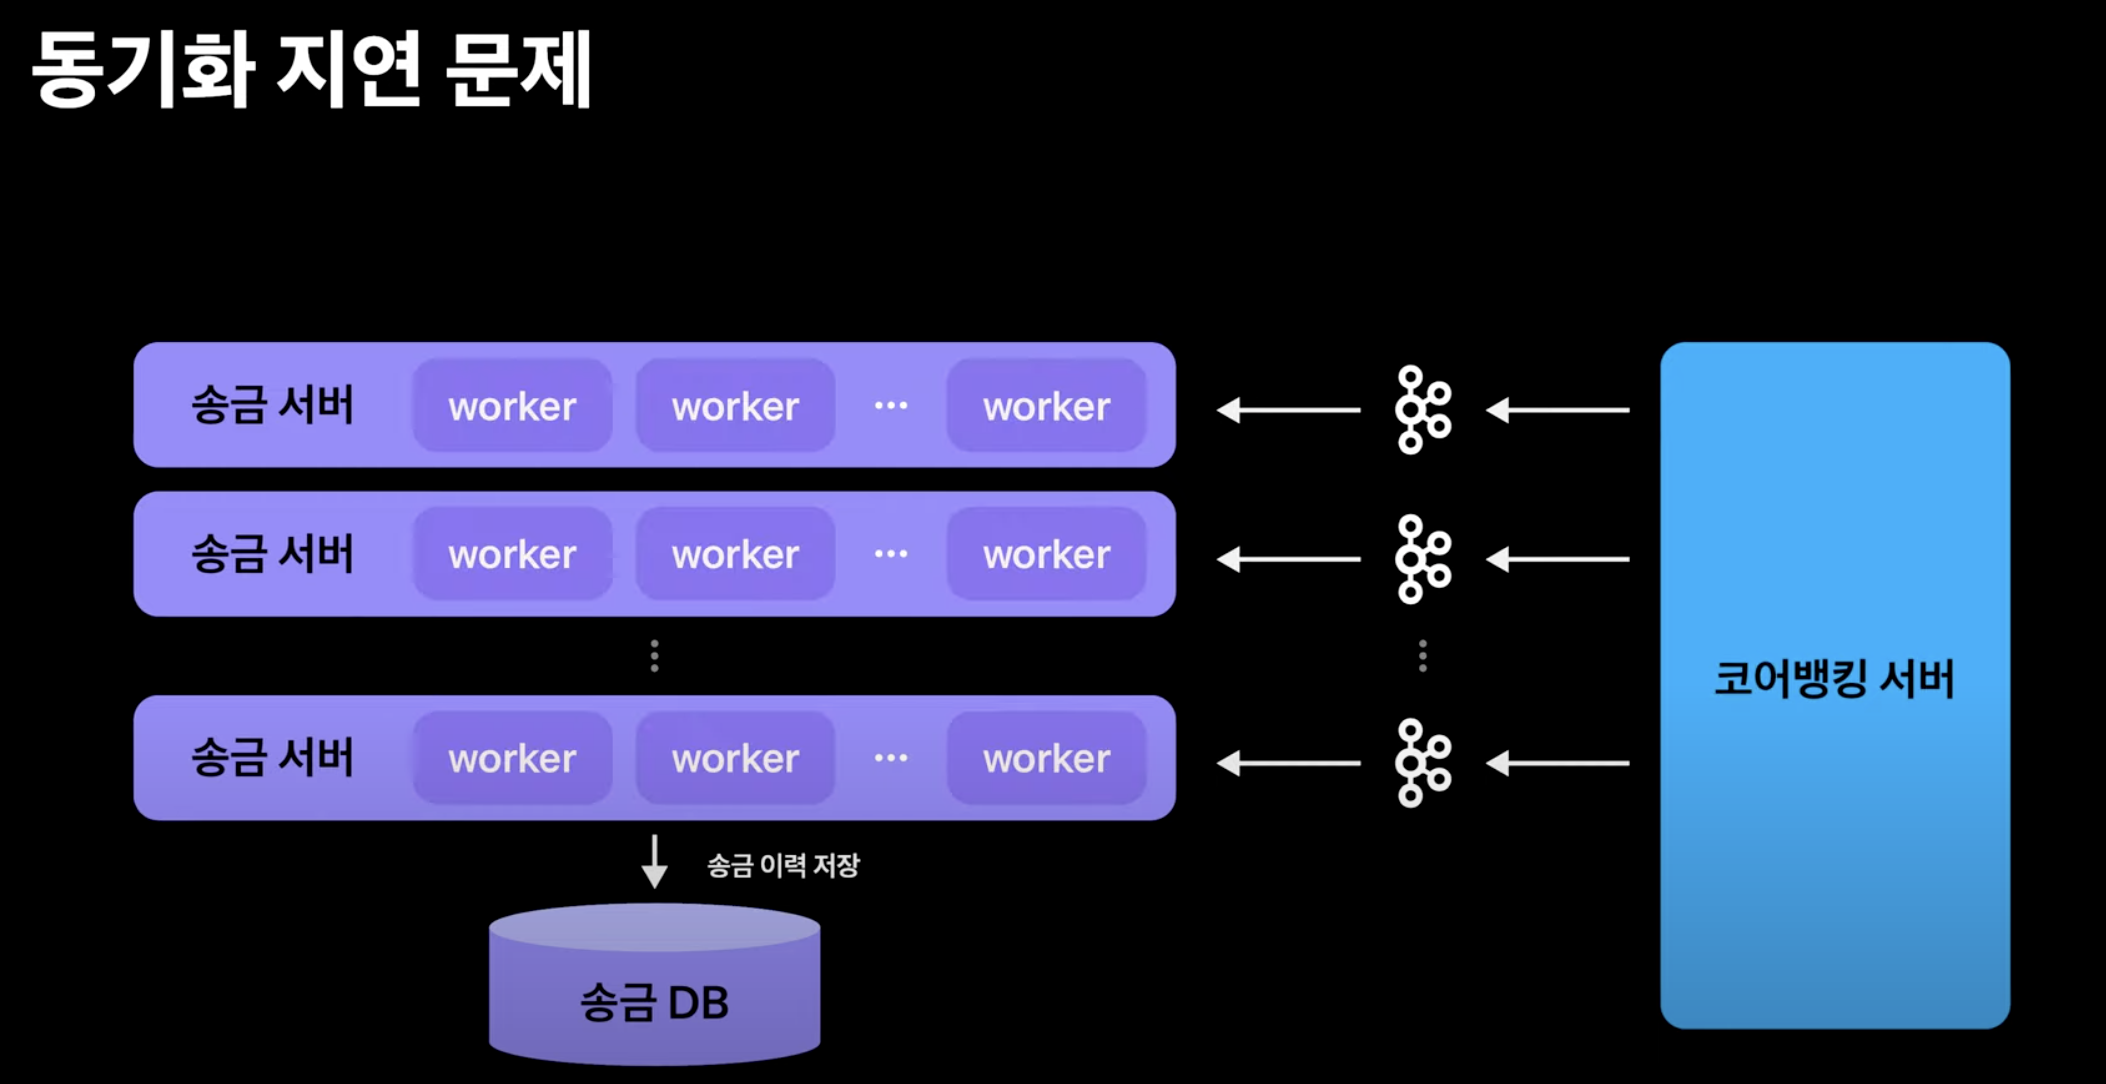 동기화 지연 문제
송금 서버 worker worker ... worker
송금 서버 worker worker ... worker
송금 서버 worker worker ... worker
코어뱅킹 서버
송금 이력 저장
송금 DB